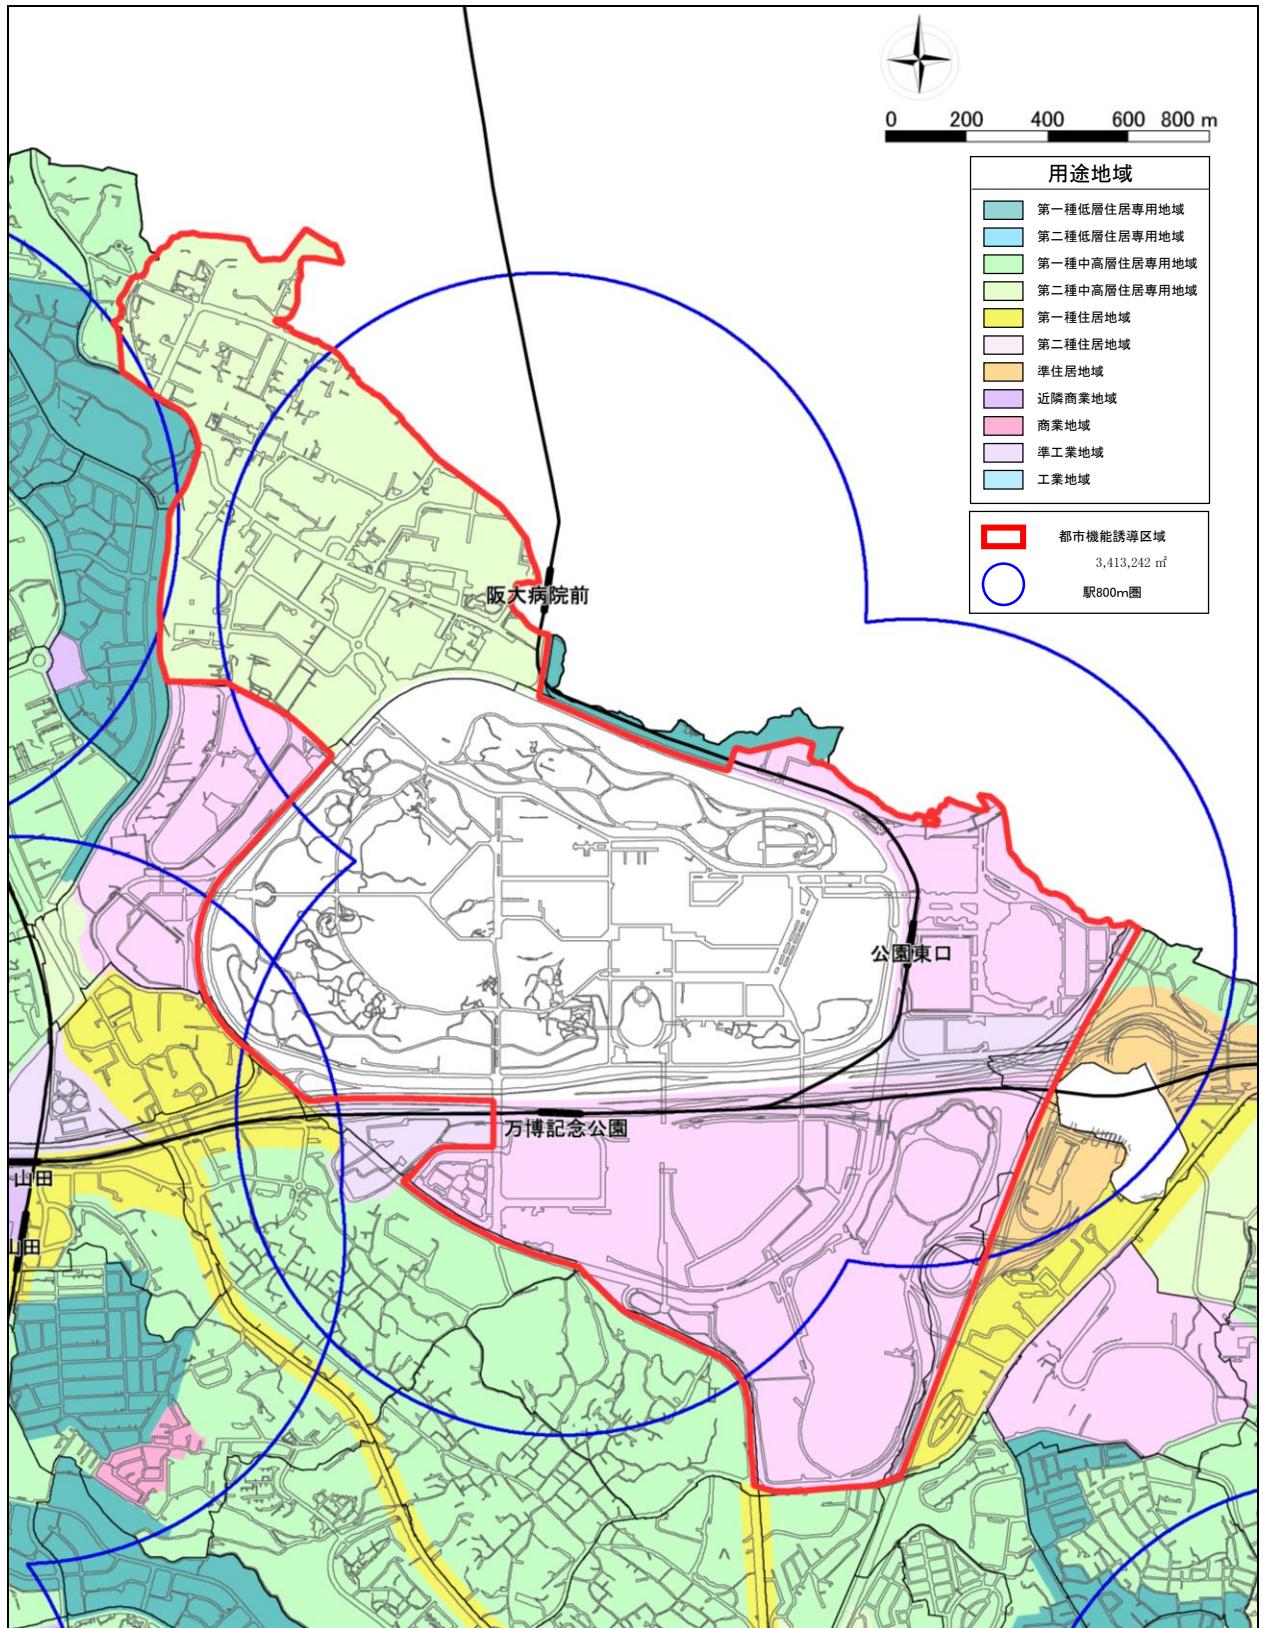 0 200 400 600 800 m
用途地域
第一種低層住居専用地域
第二種低層住居専用地域
第一種中高層住居専用地域
第二種中高層住居専用地域
第一種住居地域
第二種住居地域
準住居地域
近隣商業地域
商業地域
準工業地域
工業地域
都市機能誘導区域
3,413,242 ㎡
駅800m圏
阪大病院前
公園東口
万博記念公園
山田
山田